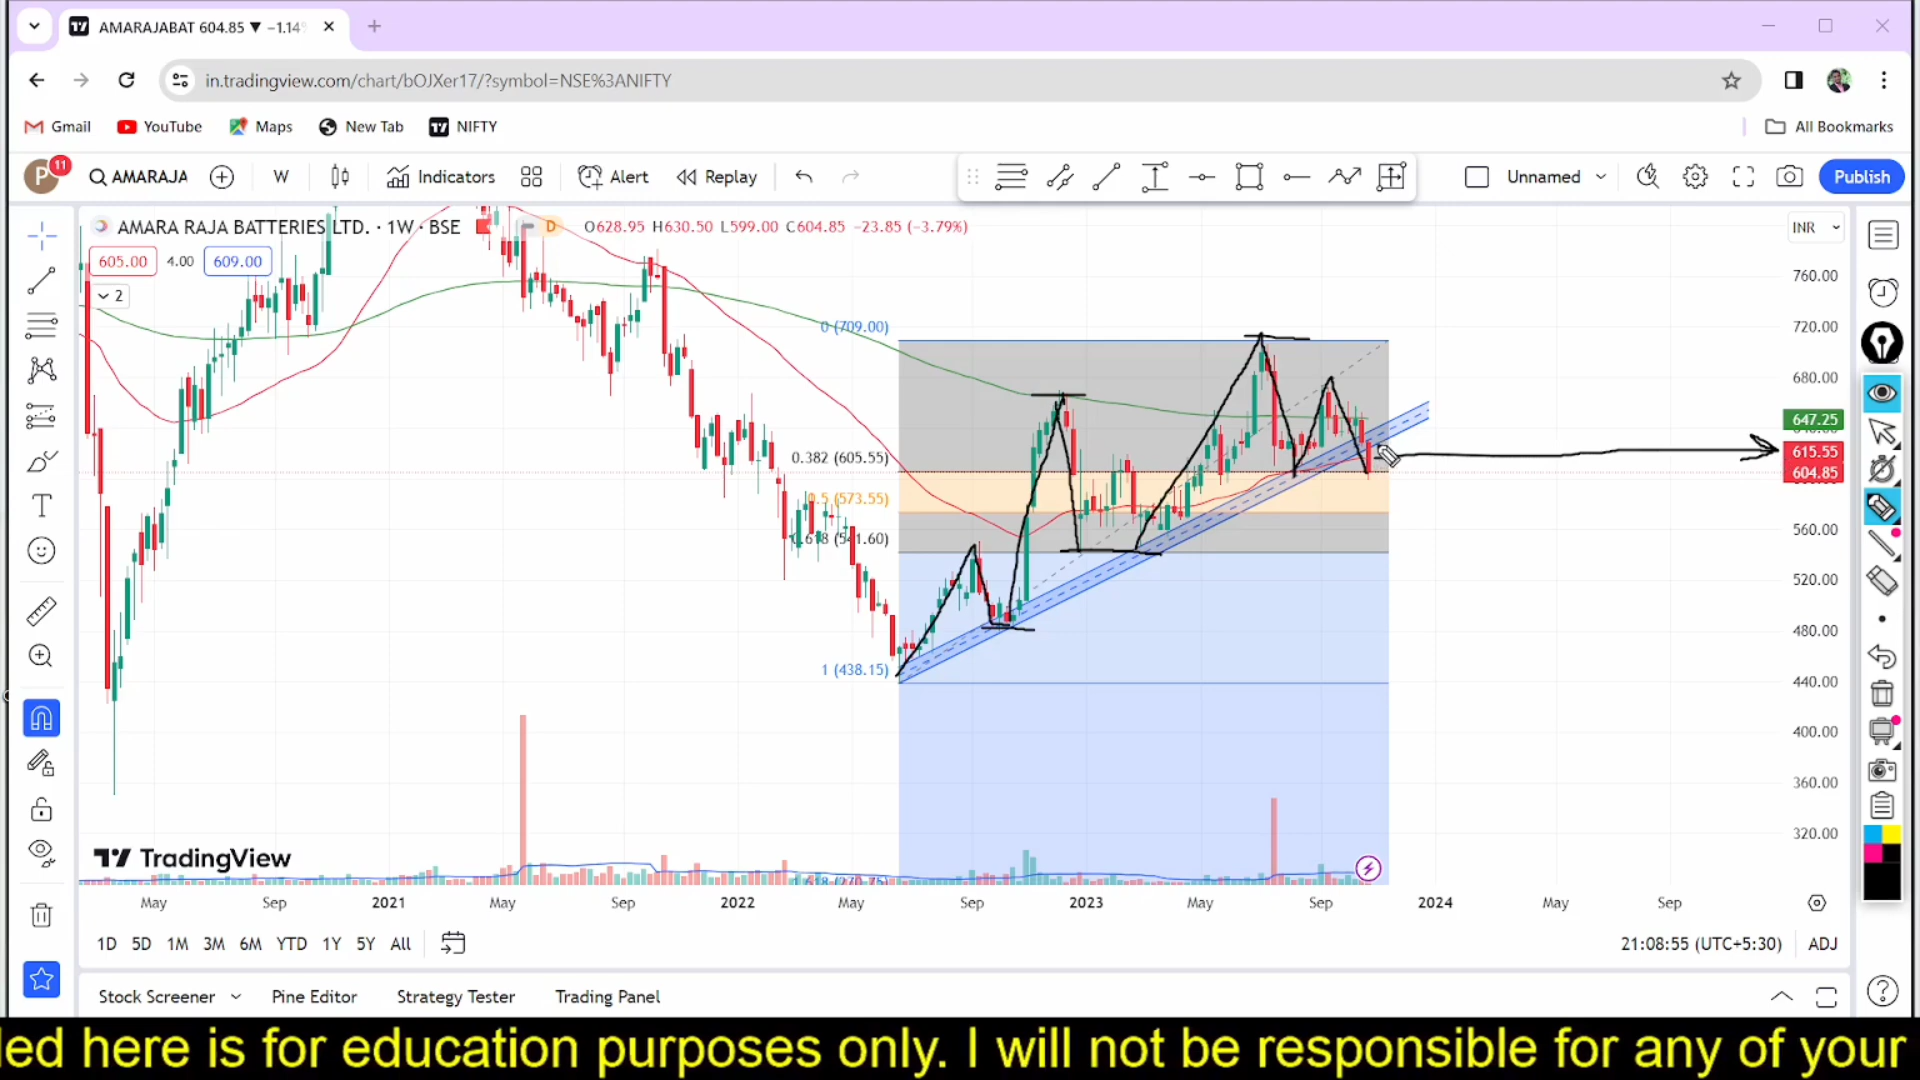 AMARAJABAT 604.85 ▼ −1.14
in.tradingview.com/chart/bOJXer17/?symbol=NSE%3ANIFTY
Gmail YouTube Maps New Tab NIFTY All Bookmarks
P 11 AMARAJA W Indicators Alert Replay Unnamed Publish
AMARA RAJA BATTERIES LTD. · 1W · BSE D O628.95 H630.50 L599.00 C604.85 −23.85 (−3.79%) INR
605.00 4.00 609.00
2
760.00
0 (709.00) 720.00
680.00
647.25
0.382 (605.55) 615.55
604.85
0.5 (573.55)
0.618 (541.60) 560.00
520.00
480.00
1 (438.15) 440.00
400.00
360.00
320.00
TradingView
May Sep 2021 May Sep 2022 May Sep 2023 May Sep 2024 May Sep
1D 5D 1M 3M 6M YTD 1Y 5Y All 21:08:55 (UTC+5:30) ADJ
Stock Screener Pine Editor Strategy Tester Trading Panel
led here is for education purposes only. I will not be responsible for any of your